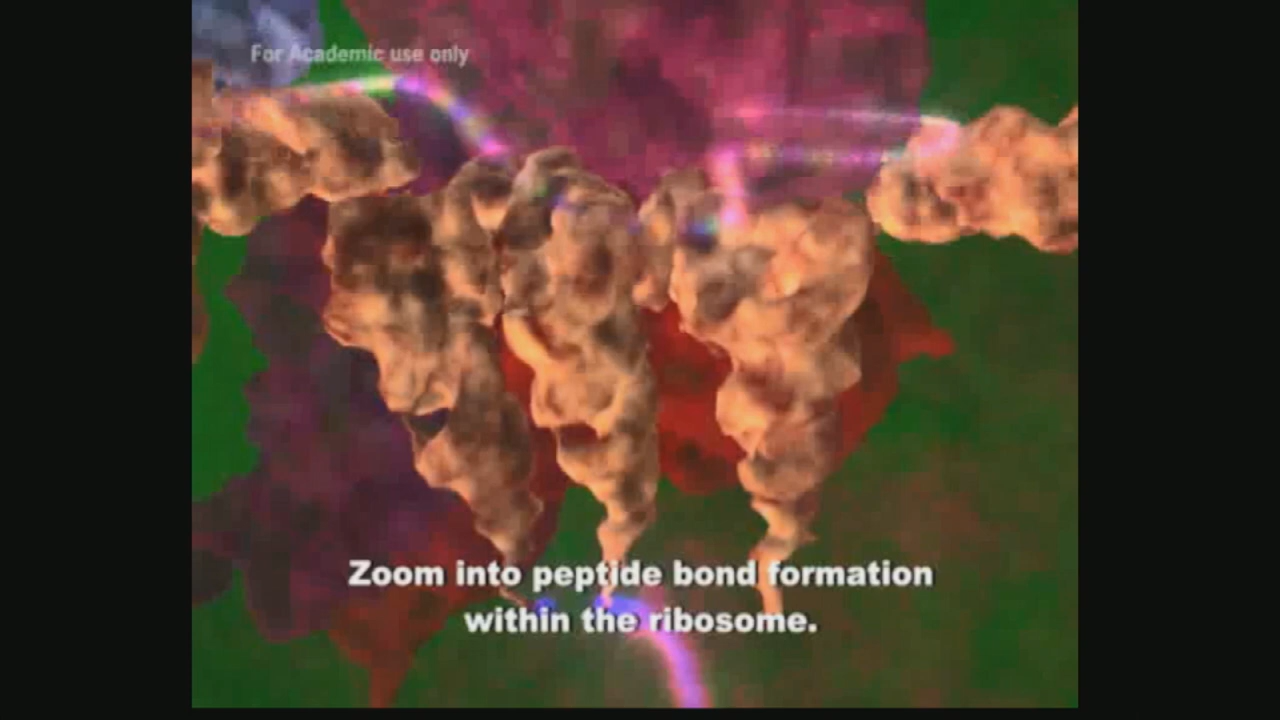 For Academic use only
Zoom into peptide bond formation
within the ribosome.